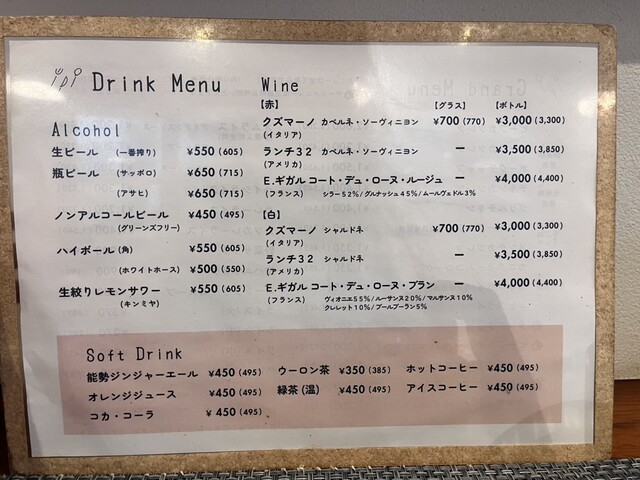 Drink Menu
Alcohol
生ビール (一番搾り) ¥550 (605)
瓶ビール (サッポロ) ¥650 (715)
(アサヒ) ¥650 (715)
ノンアルコールビール ¥450 (495)
(グリーンズフリー)
ハイボール (角) ¥550 (605)
(ホワイトホース) ¥500 (550)
生絞りレモンサワー ¥550 (605)
(キンミヤ)
Wine
【赤】 【グラス】 【ボトル】
クズマーノ カベルネ・ソーヴィニヨン ¥700 (770) ¥3,000 (3,300)
(イタリア)
ランチ32 カベルネ・ソーヴィニヨン ー ¥3,500 (3,850)
(アメリカ)
E.ギガル コート・デュ・ローヌ・ルージュ ー ¥4,000 (4,400)
(フランス) シラー52%/グルナッシュ45%/ムールヴェドル3%
【白】
クズマーノ シャルドネ ¥700 (770) ¥3,000 (3,300)
(イタリア)
ランチ32 シャルドネ ー ¥3,500 (3,850)
(アメリカ)
E.ギガル コート・デュ・ローヌ・ブラン ー ¥4,000 (4,400)
(フランス) ヴィオニエ55%/ルーサンヌ20%/マルサンヌ10%
クレレット10%/ブールブーラン5%
Soft Drink
能勢ジンジャーエール ¥450 (495) ウーロン茶 ¥350 (385) ホットコーヒー ¥450 (495)
オレンジジュース ¥450 (495) 緑茶 (温) ¥450 (495) アイスコーヒー ¥450 (495)
コカ・コーラ ¥ 450 (495)